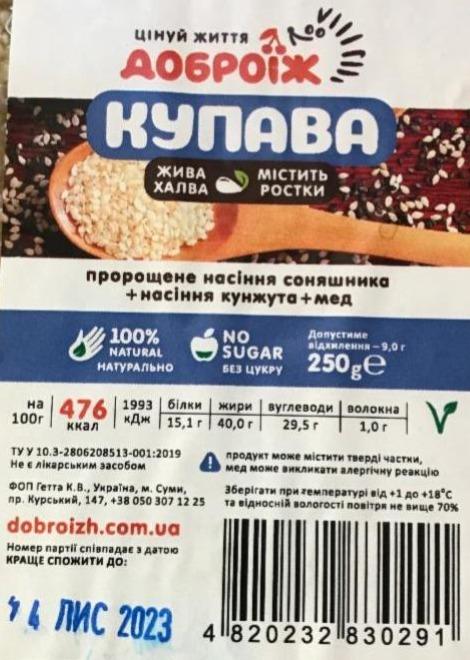 ЦІНУЙ ЖИТТЯ
ДОБРОЇЖ
КУПАВА
ЖИВА ХАЛВА
МІСТИТЬ РОСТКИ
пророщене насіння соняшника
+насіння кунжута+мед
100% NATURAL НАТУРАЛЬНО
NO SUGAR БЕЗ ЦУКРУ
Допустиме відхилення – 9,0 г
250g℮
на 100г
476 ккал
1993 кДж
білки 15,1 г
жири 40,0 г
вуглеводи 29,5 г
волокна 1,0 г
V
ТУ У 10.3-2806208513-001:2019
Не є лікарським засобом
продукт може містити тверді частки,
мед може викликати алергічну реакцію
ФОП Гетта К.В., Україна, м. Суми,
пр. Курський, 147, +38 050 307 12 25
Зберігати при температурі від +1 до +18°C
та відносній вологості повітря не вище 70%
dobroizh.com.ua
Номер партії співпадає з датою
КРАЩЕ СПОЖИТИ ДО:
4 ЛИС 2023
4 820232 830291